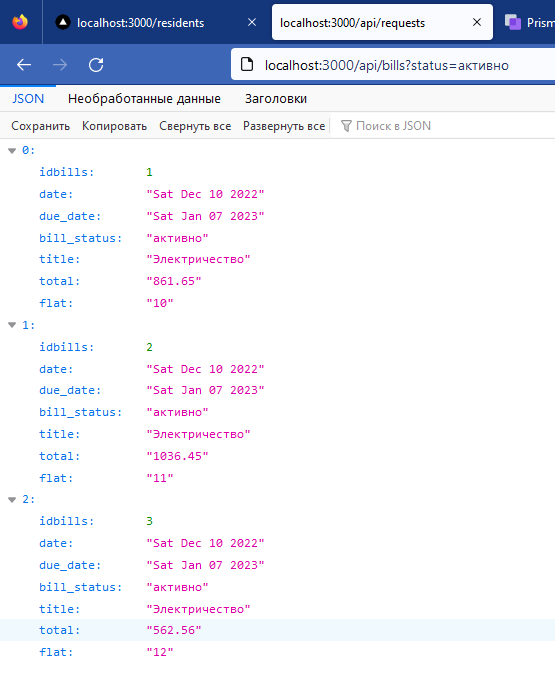 localhost:3000/residents
localhost:3000/api/requests
Prism
localhost:3000/api/bills?status=активно
JSON Необработанные данные Заголовки
Сохранить Копировать Свернуть все Развернуть все Поиск в JSON
0:
idbills: 1
date: "Sat Dec 10 2022"
due_date: "Sat Jan 07 2023"
bill_status: "активно"
title: "Электричество"
total: "861.65"
flat: "10"
1:
idbills: 2
date: "Sat Dec 10 2022"
due_date: "Sat Jan 07 2023"
bill_status: "активно"
title: "Электричество"
total: "1036.45"
flat: "11"
2:
idbills: 3
date: "Sat Dec 10 2022"
due_date: "Sat Jan 07 2023"
bill_status: "активно"
title: "Электричество"
total: "562.56"
flat: "12"